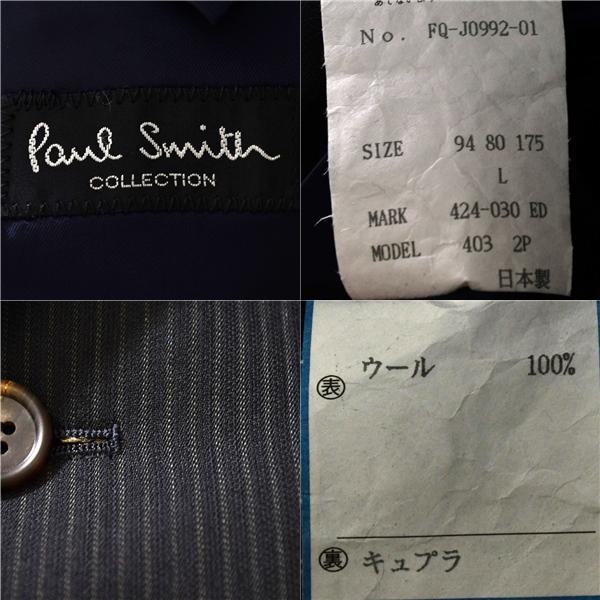 Paul Smith
COLLECTION
No. FQ-J0992-01
SIZE 94 80 175
L
MARK 424-030 ED
MODEL 403 2P
日本製
表 ウール 100%
裏 キュプラ